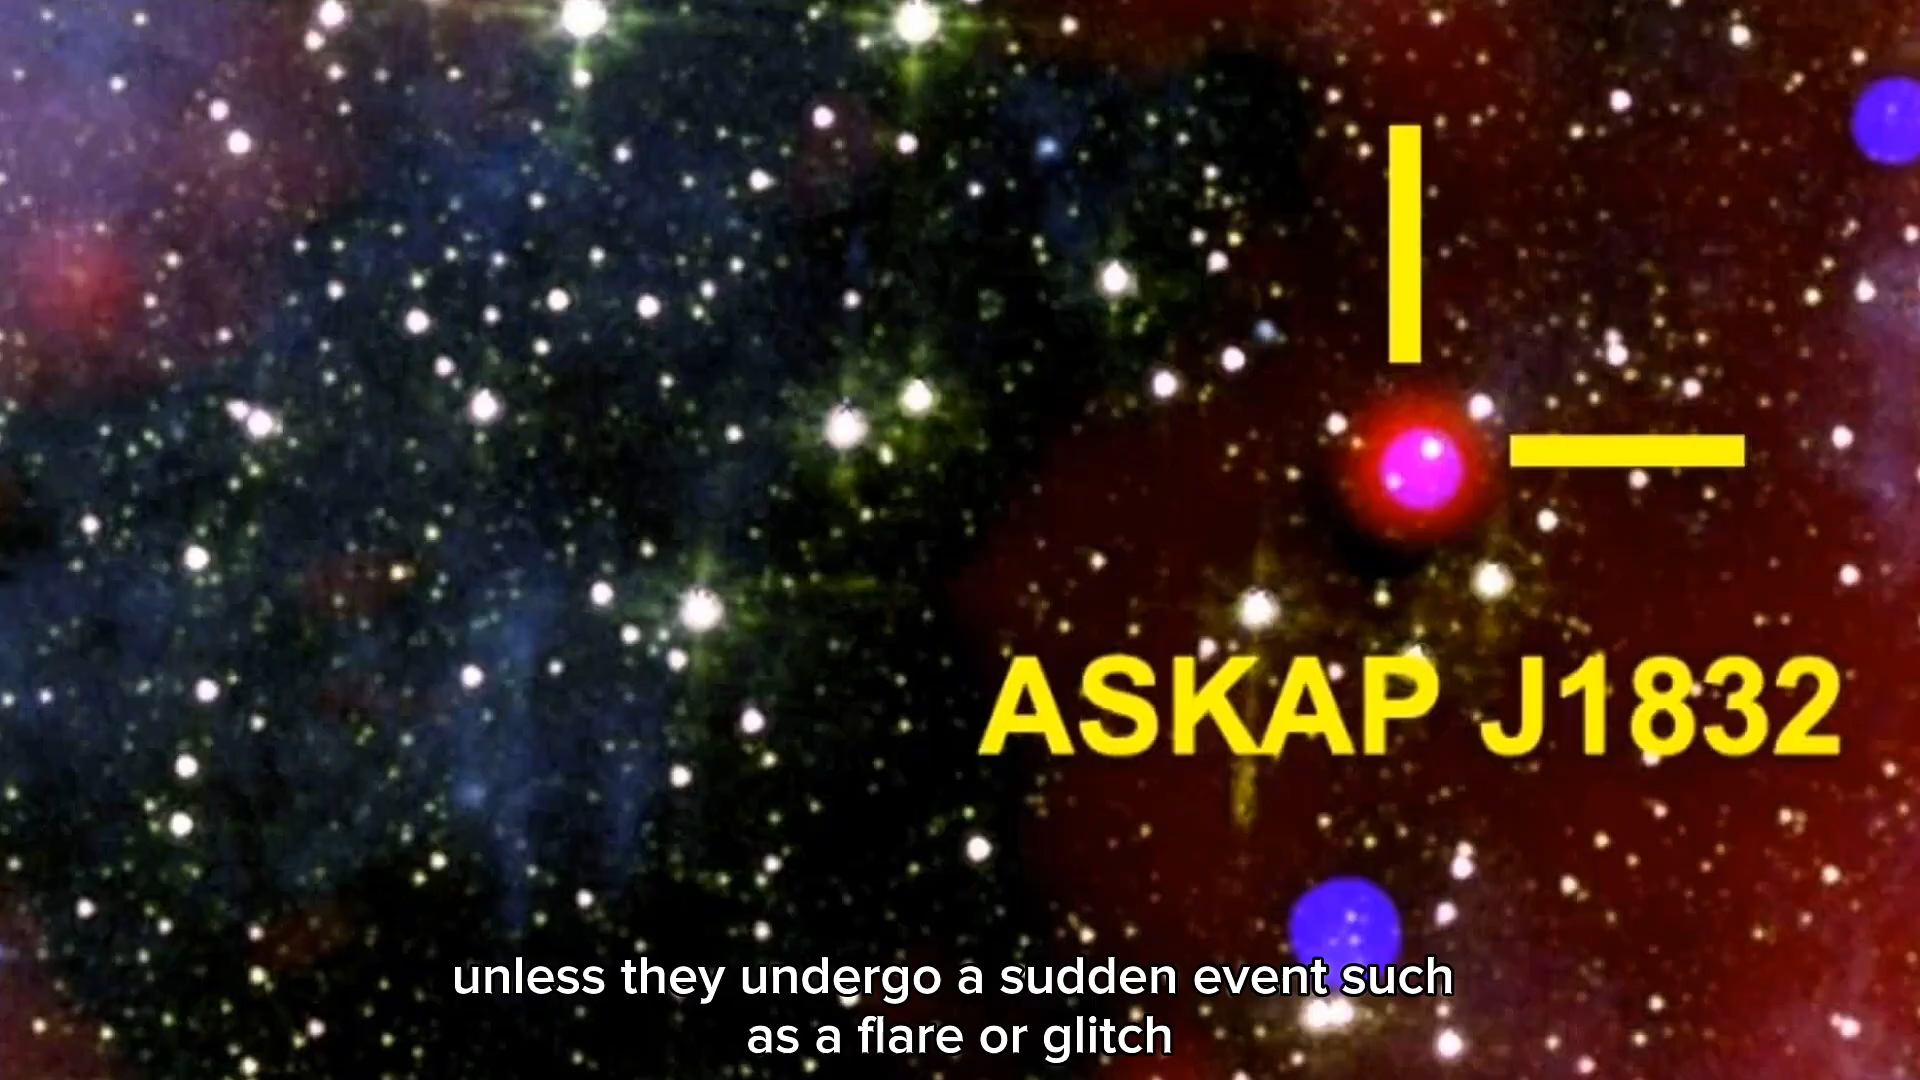 ASKAP J1832
unless they undergo a sudden event such
as a flare or glitch